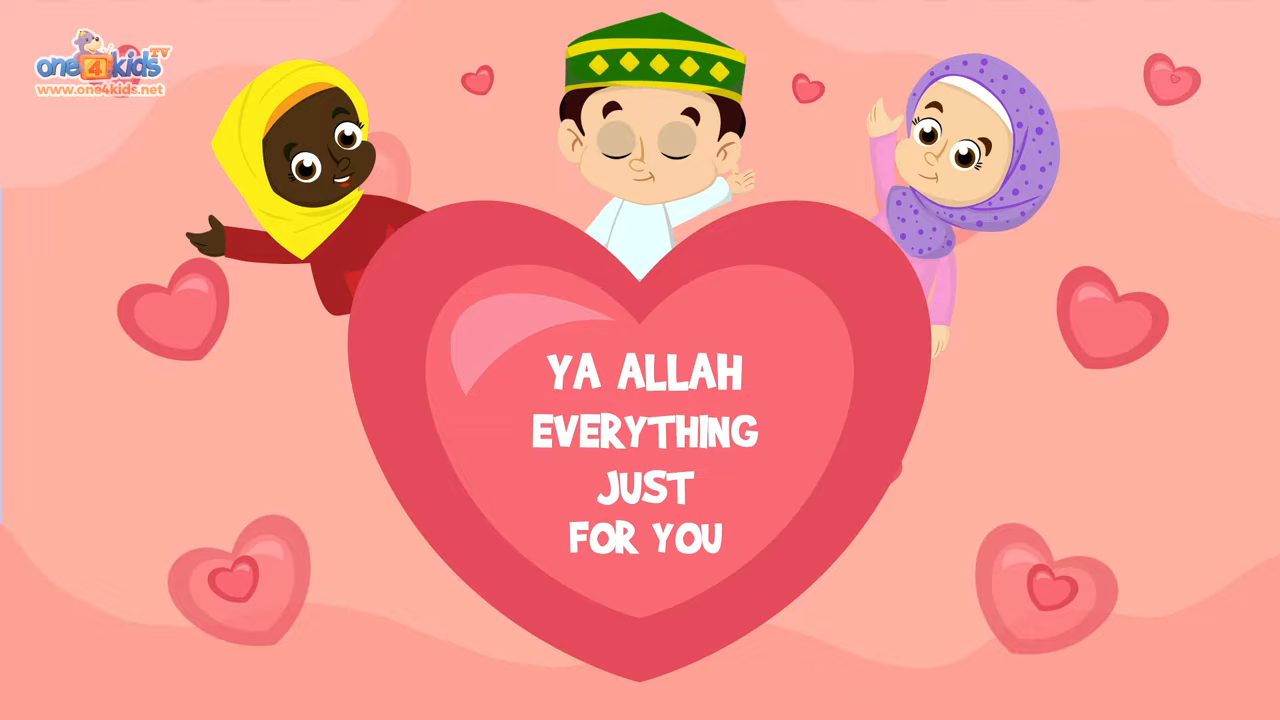 one4kids TV
www.one4kids.net
YA ALLAH
EVERYTHING
JUST
FOR YOU